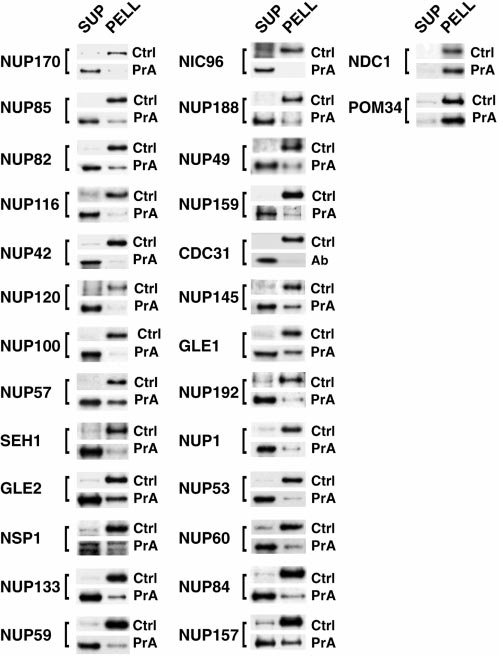 SUP PELL SUP PELL SUP PELL
NUP170 Ctrl PrA NIC96 Ctrl PrA NDC1 Ctrl PrA
NUP85 Ctrl PrA NUP188 Ctrl PrA POM34 Ctrl PrA
NUP82 Ctrl PrA NUP49 Ctrl PrA
NUP116 Ctrl PrA NUP159 Ctrl PrA
NUP42 Ctrl PrA CDC31 Ctrl Ab
NUP120 Ctrl PrA NUP145 Ctrl PrA
NUP100 Ctrl PrA GLE1 Ctrl PrA
NUP57 Ctrl PrA NUP192 Ctrl PrA
SEH1 Ctrl PrA NUP1 Ctrl PrA
GLE2 Ctrl PrA NUP53 Ctrl PrA
NSP1 Ctrl PrA NUP60 Ctrl PrA
NUP133 Ctrl PrA NUP84 Ctrl PrA
NUP59 Ctrl PrA NUP157 Ctrl PrA